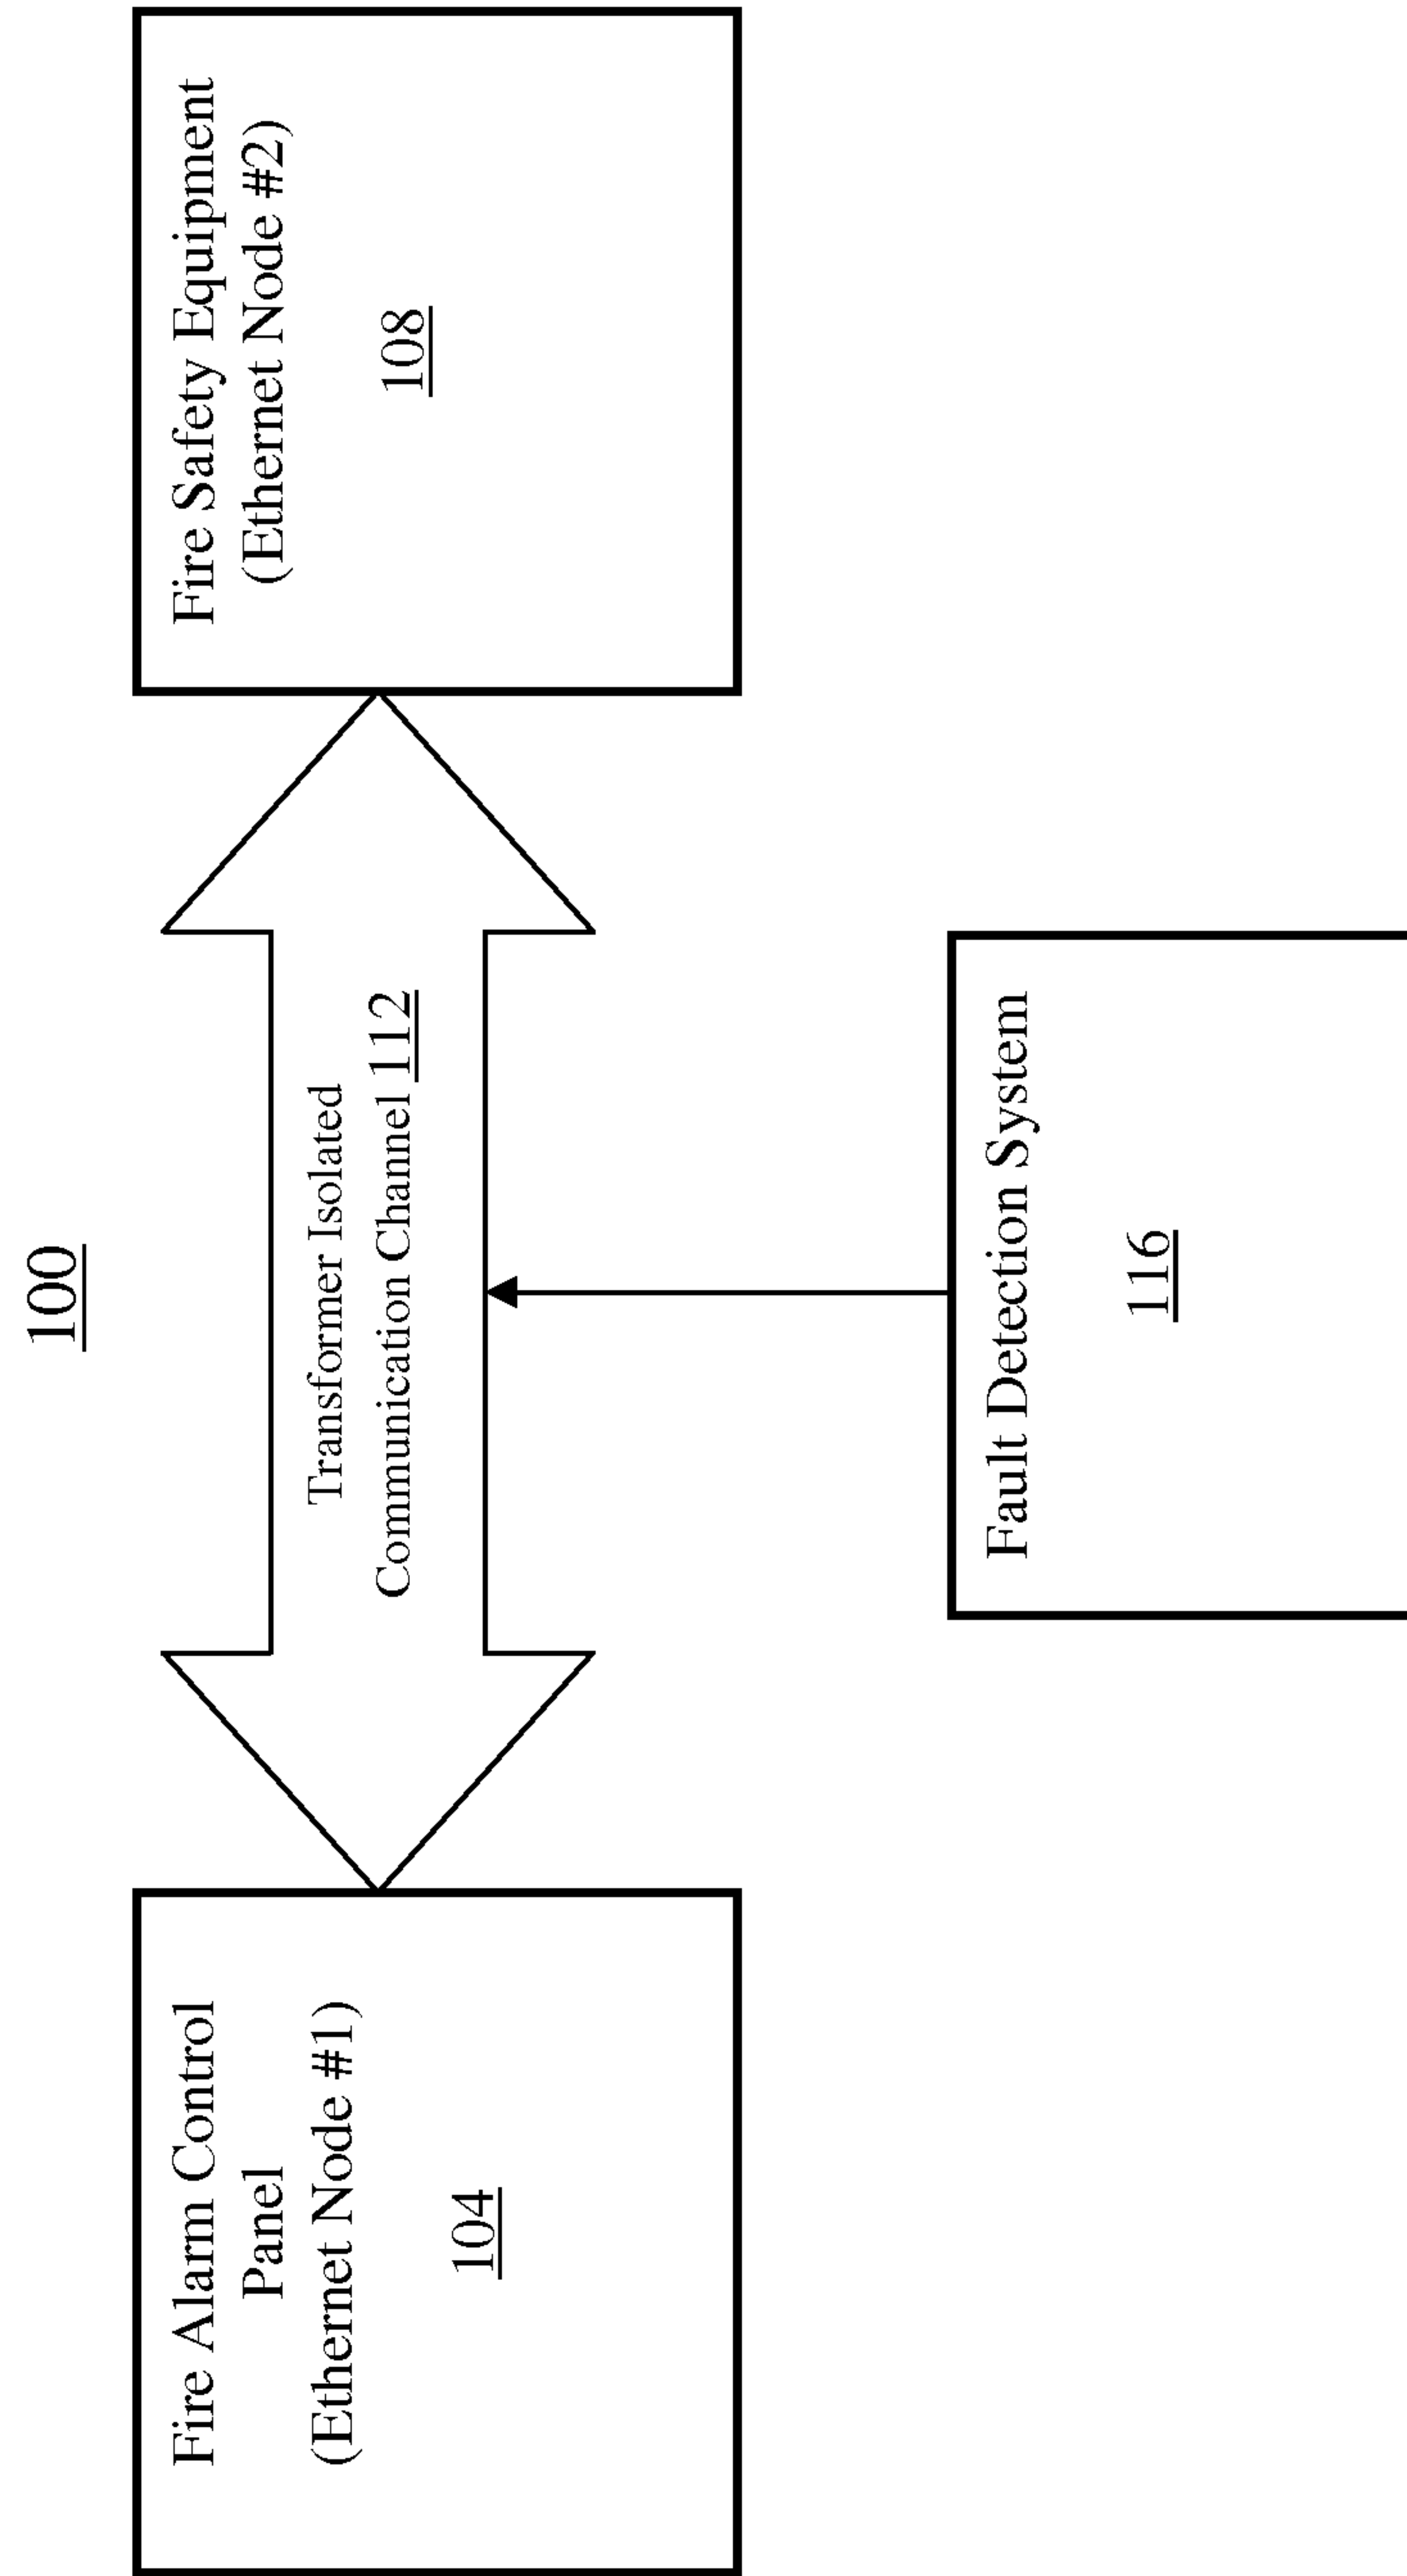 100
Fire Alarm Control
Panel
(Ethernet Node #1)
104
Transformer Isolated
Communication Channel 112
Fire Safety Equipment
(Ethernet Node #2)
108
Fault Detection System
116